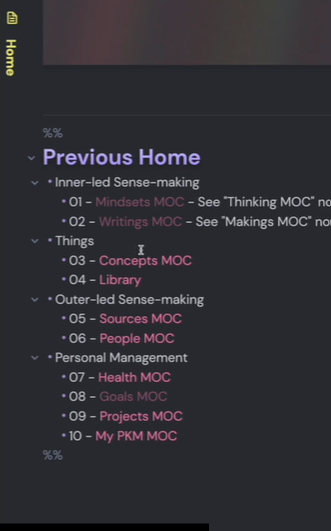 Home
%%
Previous Home
Inner-led Sense-making
01 - Mindsets MOC - See "Thinking MOC"
02 - Writings MOC - See "Makings MOC"
Things
03 - Concepts MOC
04 - Library
Outer-led Sense-making
05 - Sources MOC
06 - People MOC
Personal Management
07 - Health MOC
08 - Goals MOC
09 - Projects MOC
10 - My PKM MOC
%%